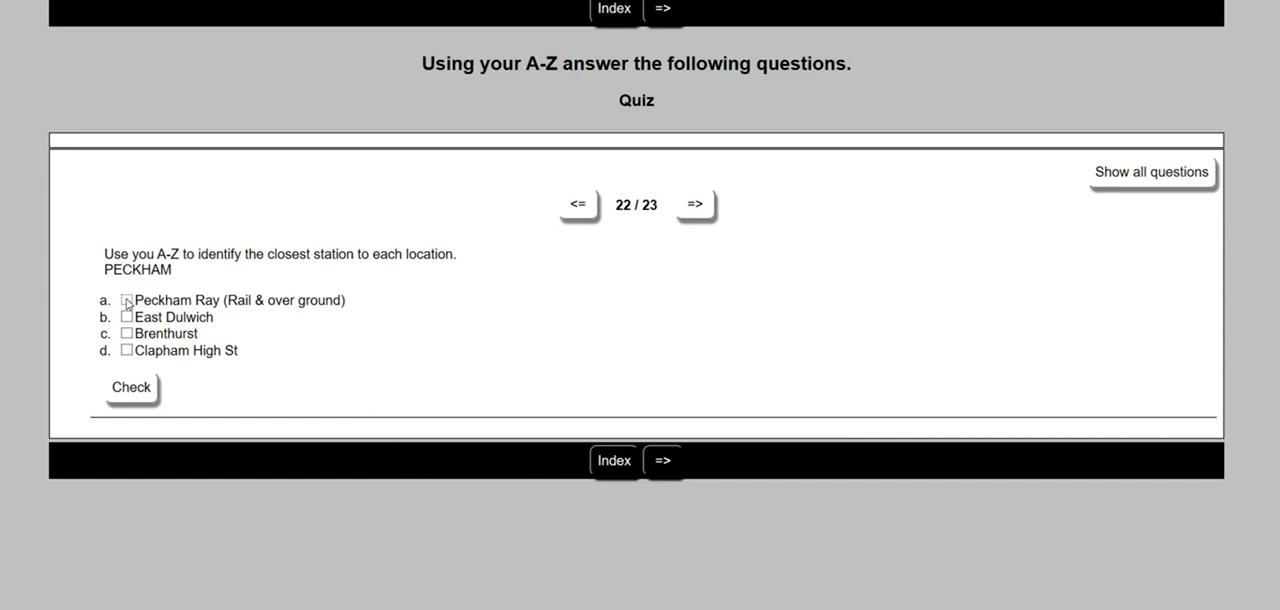 Index =>
Using your A-Z answer the following questions.
Quiz
Show all questions
<= 22 / 23 =>
Use you A-Z to identify the closest station to each location.
PECKHAM
a. Peckham Ray (Rail & over ground)
b. East Dulwich
c. Brenthurst
d. Clapham High St
Check
Index =>